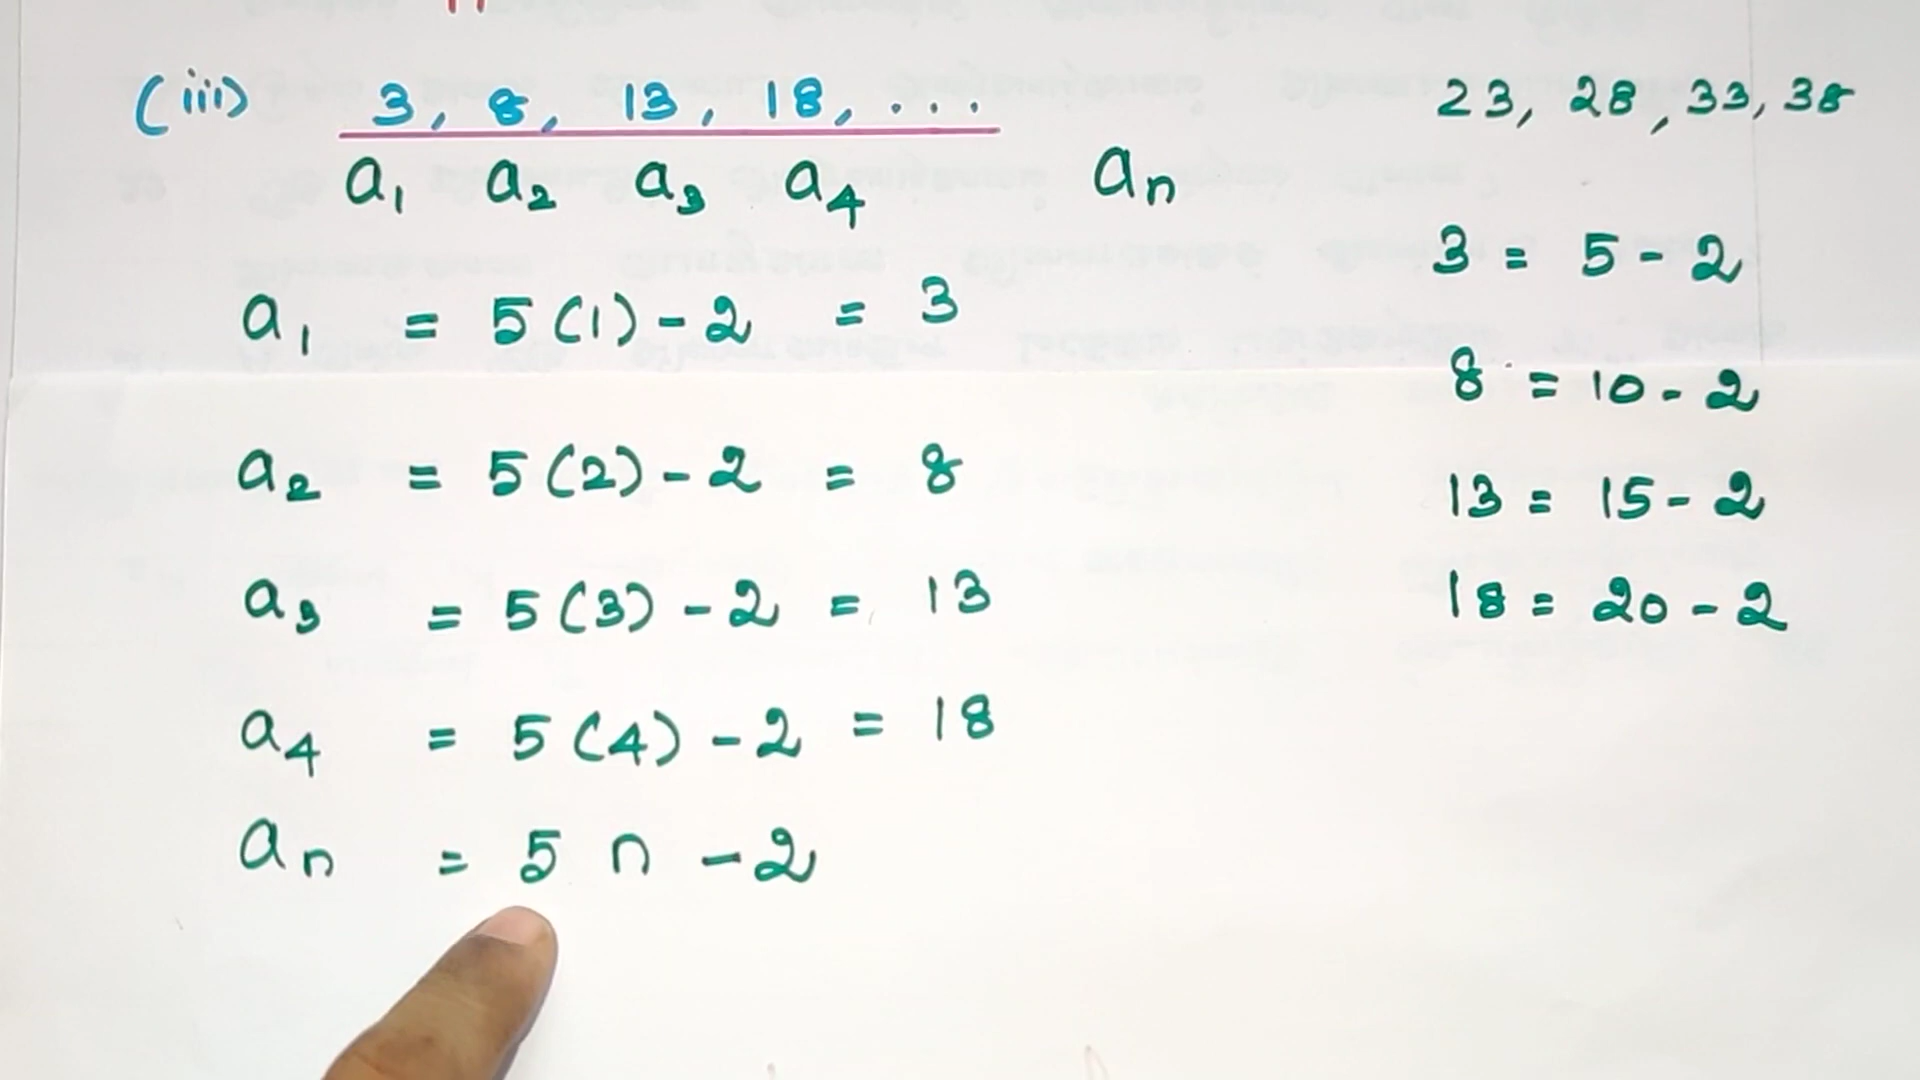 (iii) 3, 8, 13, 18, ...
a₁ a₂ a₃ a₄ aₙ
a₁ = 5(1) - 2 = 3
a₂ = 5(2) - 2 = 8
a₃ = 5(3) - 2 = 13
a₄ = 5(4) - 2 = 18
aₙ = 5 n - 2
23, 28, 33, 38
3 = 5 - 2
8 = 10 - 2
13 = 15 - 2
18 = 20 - 2